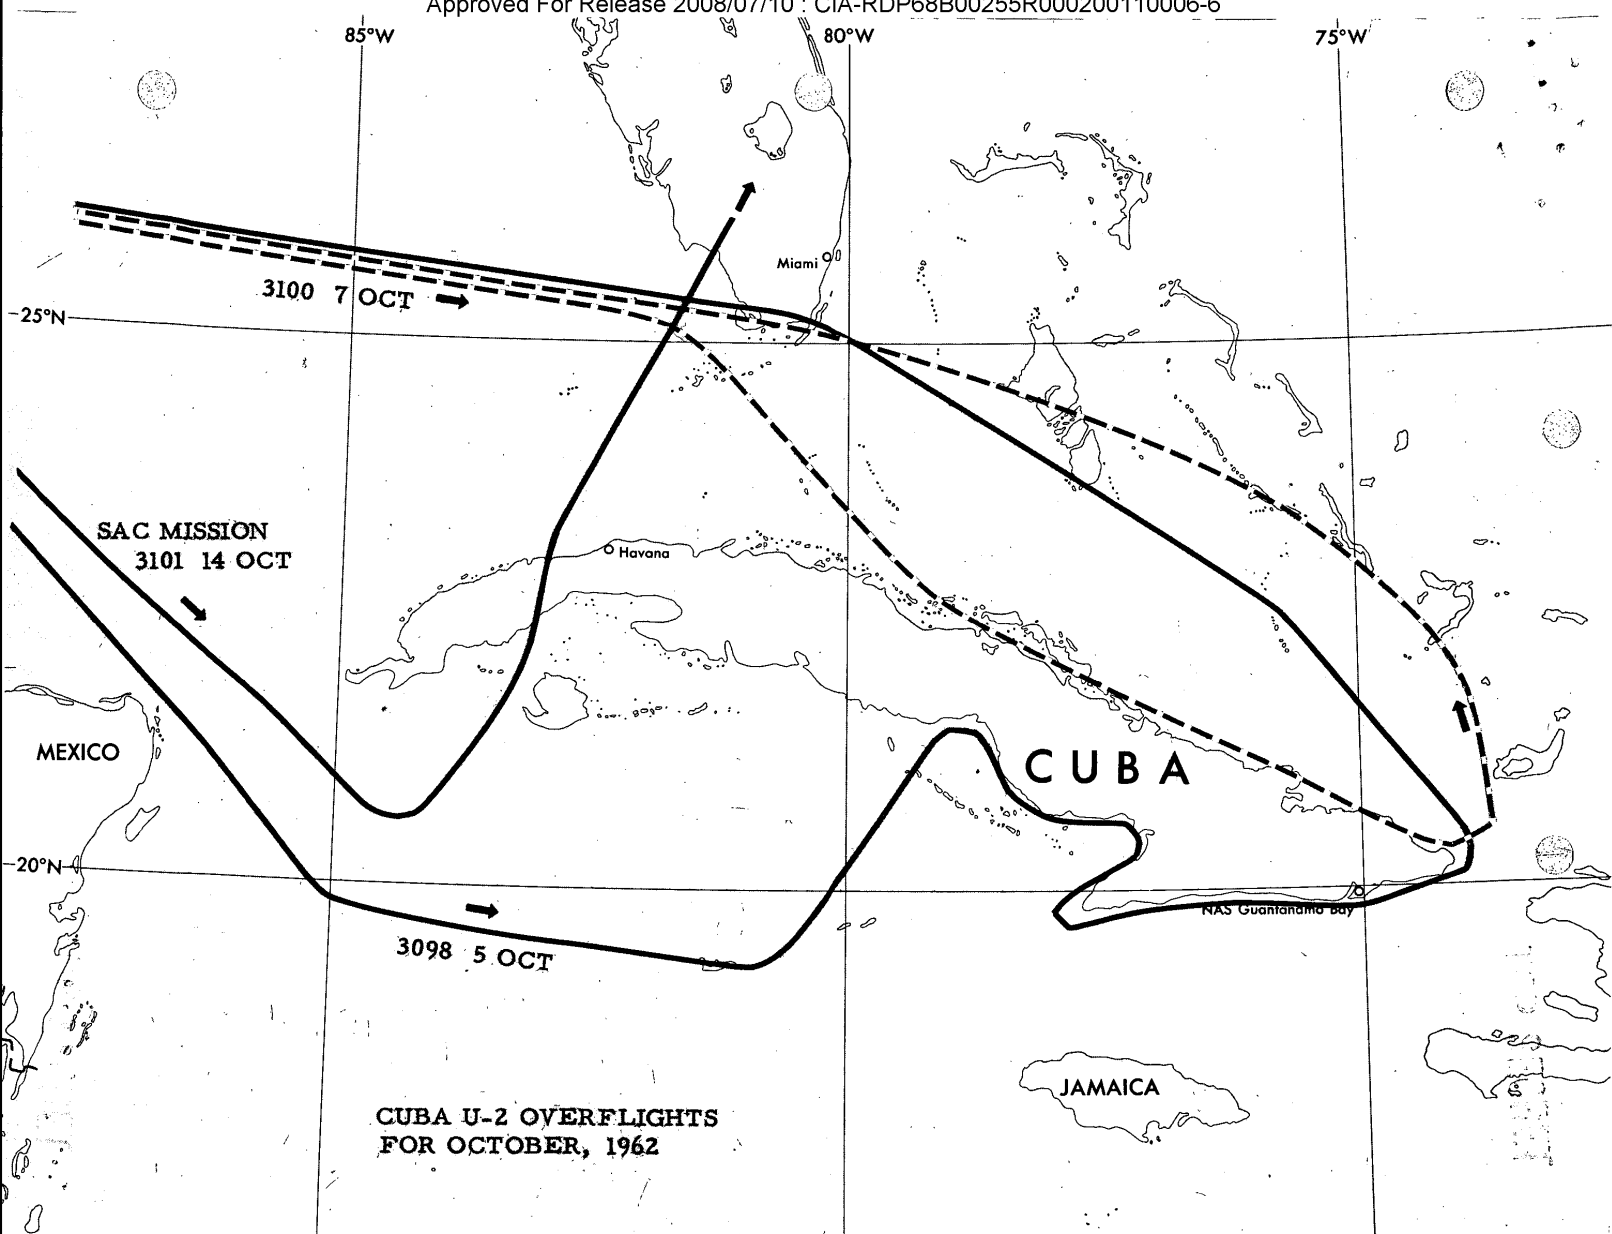 Approved For Release 2008/07/10 : CIA-RDP68B00255R000200110006-6
85°W
80°W
75°W
Miami
3100 7 OCT
25°N
SAC MISSION
3101 14 OCT
Havana
MEXICO
CUBA
20°N
NAS Guantanamo Bay
3098 5 OCT
JAMAICA
CUBA U-2 OVERFLIGHTS
FOR OCTOBER, 1962